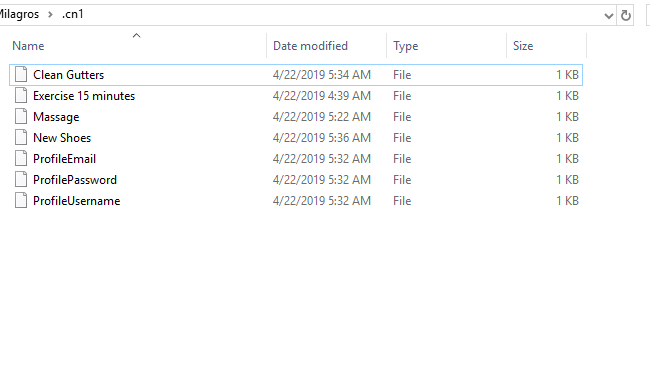 Milagros > .cn1
Name Date modified Type Size
Clean Gutters 4/22/2019 5:34 AM File 1 KB
Exercise 15 minutes 4/22/2019 4:39 AM File 1 KB
Massage 4/22/2019 5:22 AM File 1 KB
New Shoes 4/22/2019 5:36 AM File 1 KB
ProfileEmail 4/22/2019 5:32 AM File 1 KB
ProfilePassword 4/22/2019 5:32 AM File 1 KB
ProfileUsername 4/22/2019 5:32 AM File 1 KB